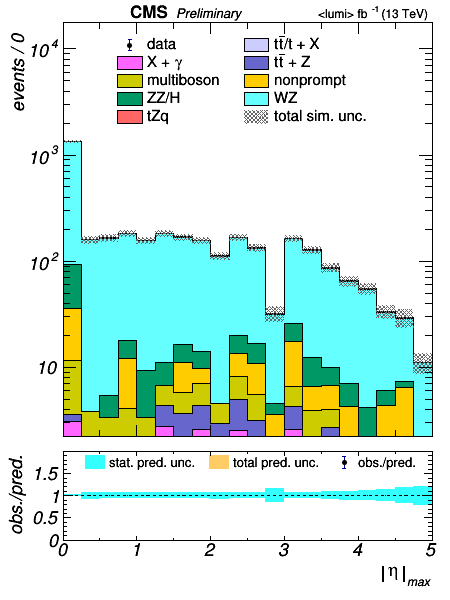 CMS Preliminary <lumi> fb⁻¹ (13 TeV)
events / 0
10⁴
10³
10²
10
data
X + γ
multiboson
ZZ/H
tZq
tt̄/t + X
tt̄ + Z
nonprompt
WZ
total sim. unc.
obs./pred.
1.5
1
0.5
0
stat. pred. unc. total pred. unc. obs./pred.
0 1 2 3 4 5
|η|max